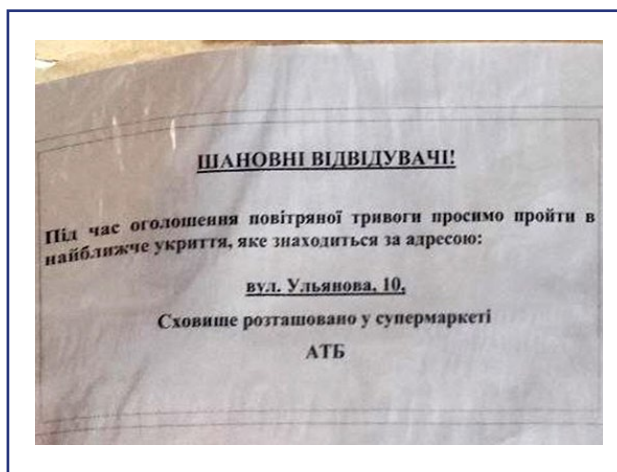 ШАНОВНІ ВІДВІДУВАЧІ!
Під час оголошення повітряної тривоги просимо пройти в
найближче укриття, яке знаходиться за адресою:
вул. Ульянова, 10,
Сховище розташовано у супермаркеті
АТБ